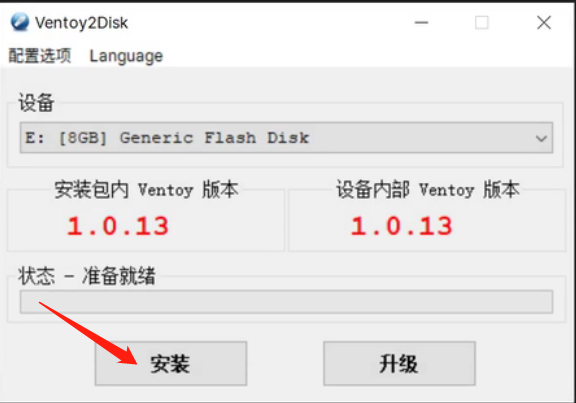 Ventoy2Disk
配置选项 Language
设备
E: [8GB] Generic Flash Disk
安装包内 Ventoy 版本 设备内部 Ventoy 版本
1.0.13 1.0.13
状态 - 准备就绪
安装 升级